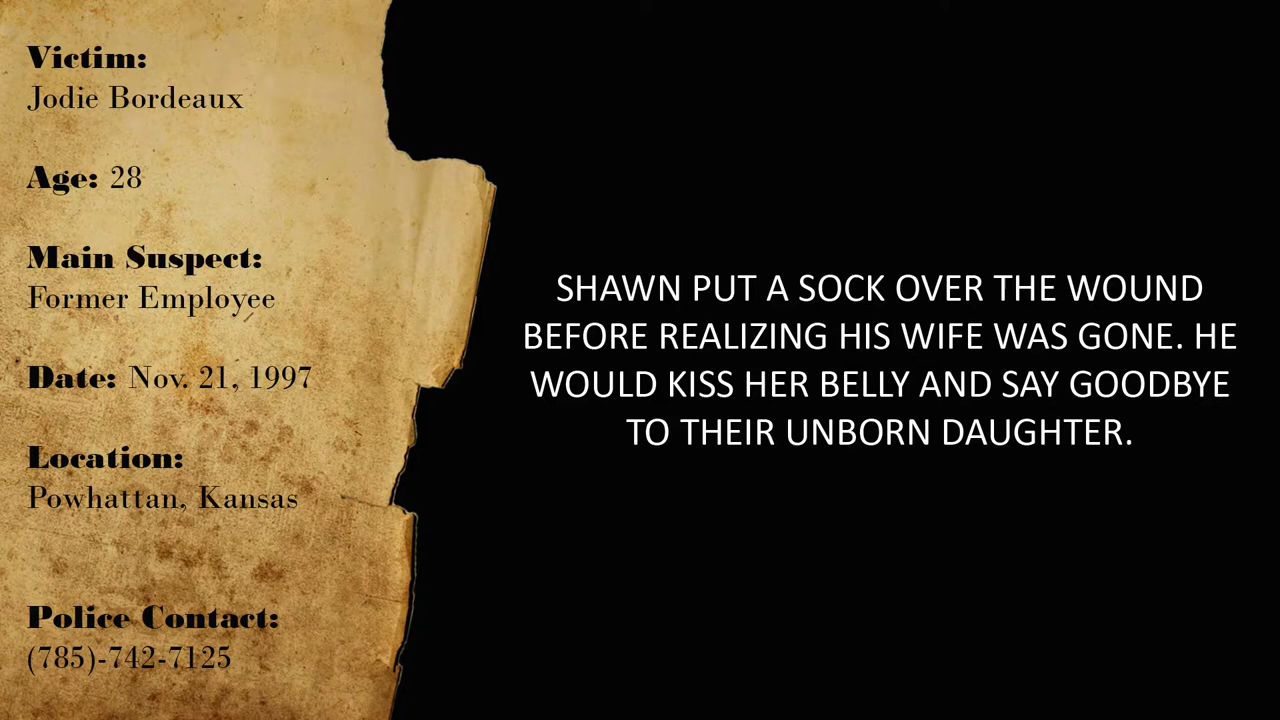 Victim:
Jodie Bordeaux
Age: 28
Main Suspect:
Former Employee
Date: Nov. 21, 1997
Location:
Powhattan, Kansas
Police Contact:
(785)-742-7125
SHAWN PUT A SOCK OVER THE WOUND
BEFORE REALIZING HIS WIFE WAS GONE. HE
WOULD KISS HER BELLY AND SAY GOODBYE
TO THEIR UNBORN DAUGHTER.